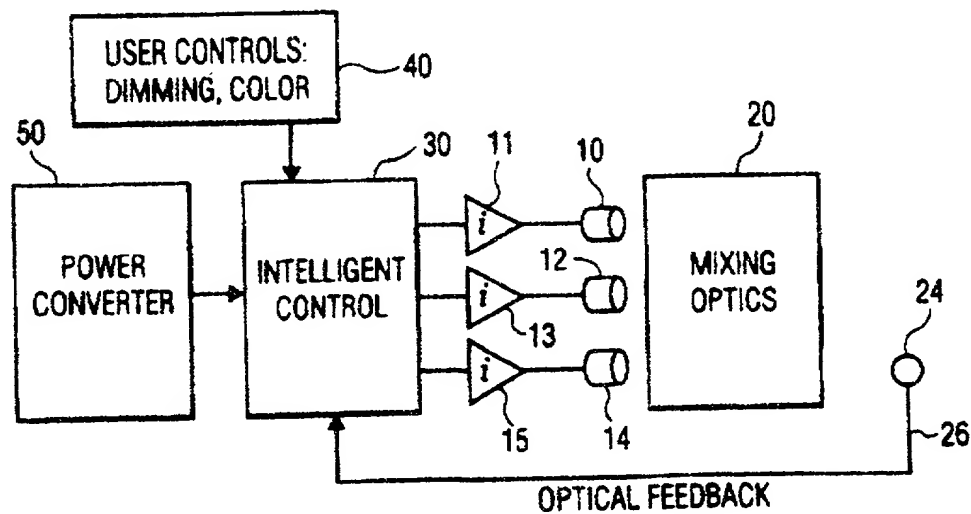 USER CONTROLS:
DIMMING, COLOR
40
50
30
11
10
20
POWER
CONVERTER
INTELLIGENT
CONTROL
i
i
i
12
13
15
14
MIXING
OPTICS
24
26
OPTICAL FEEDBACK